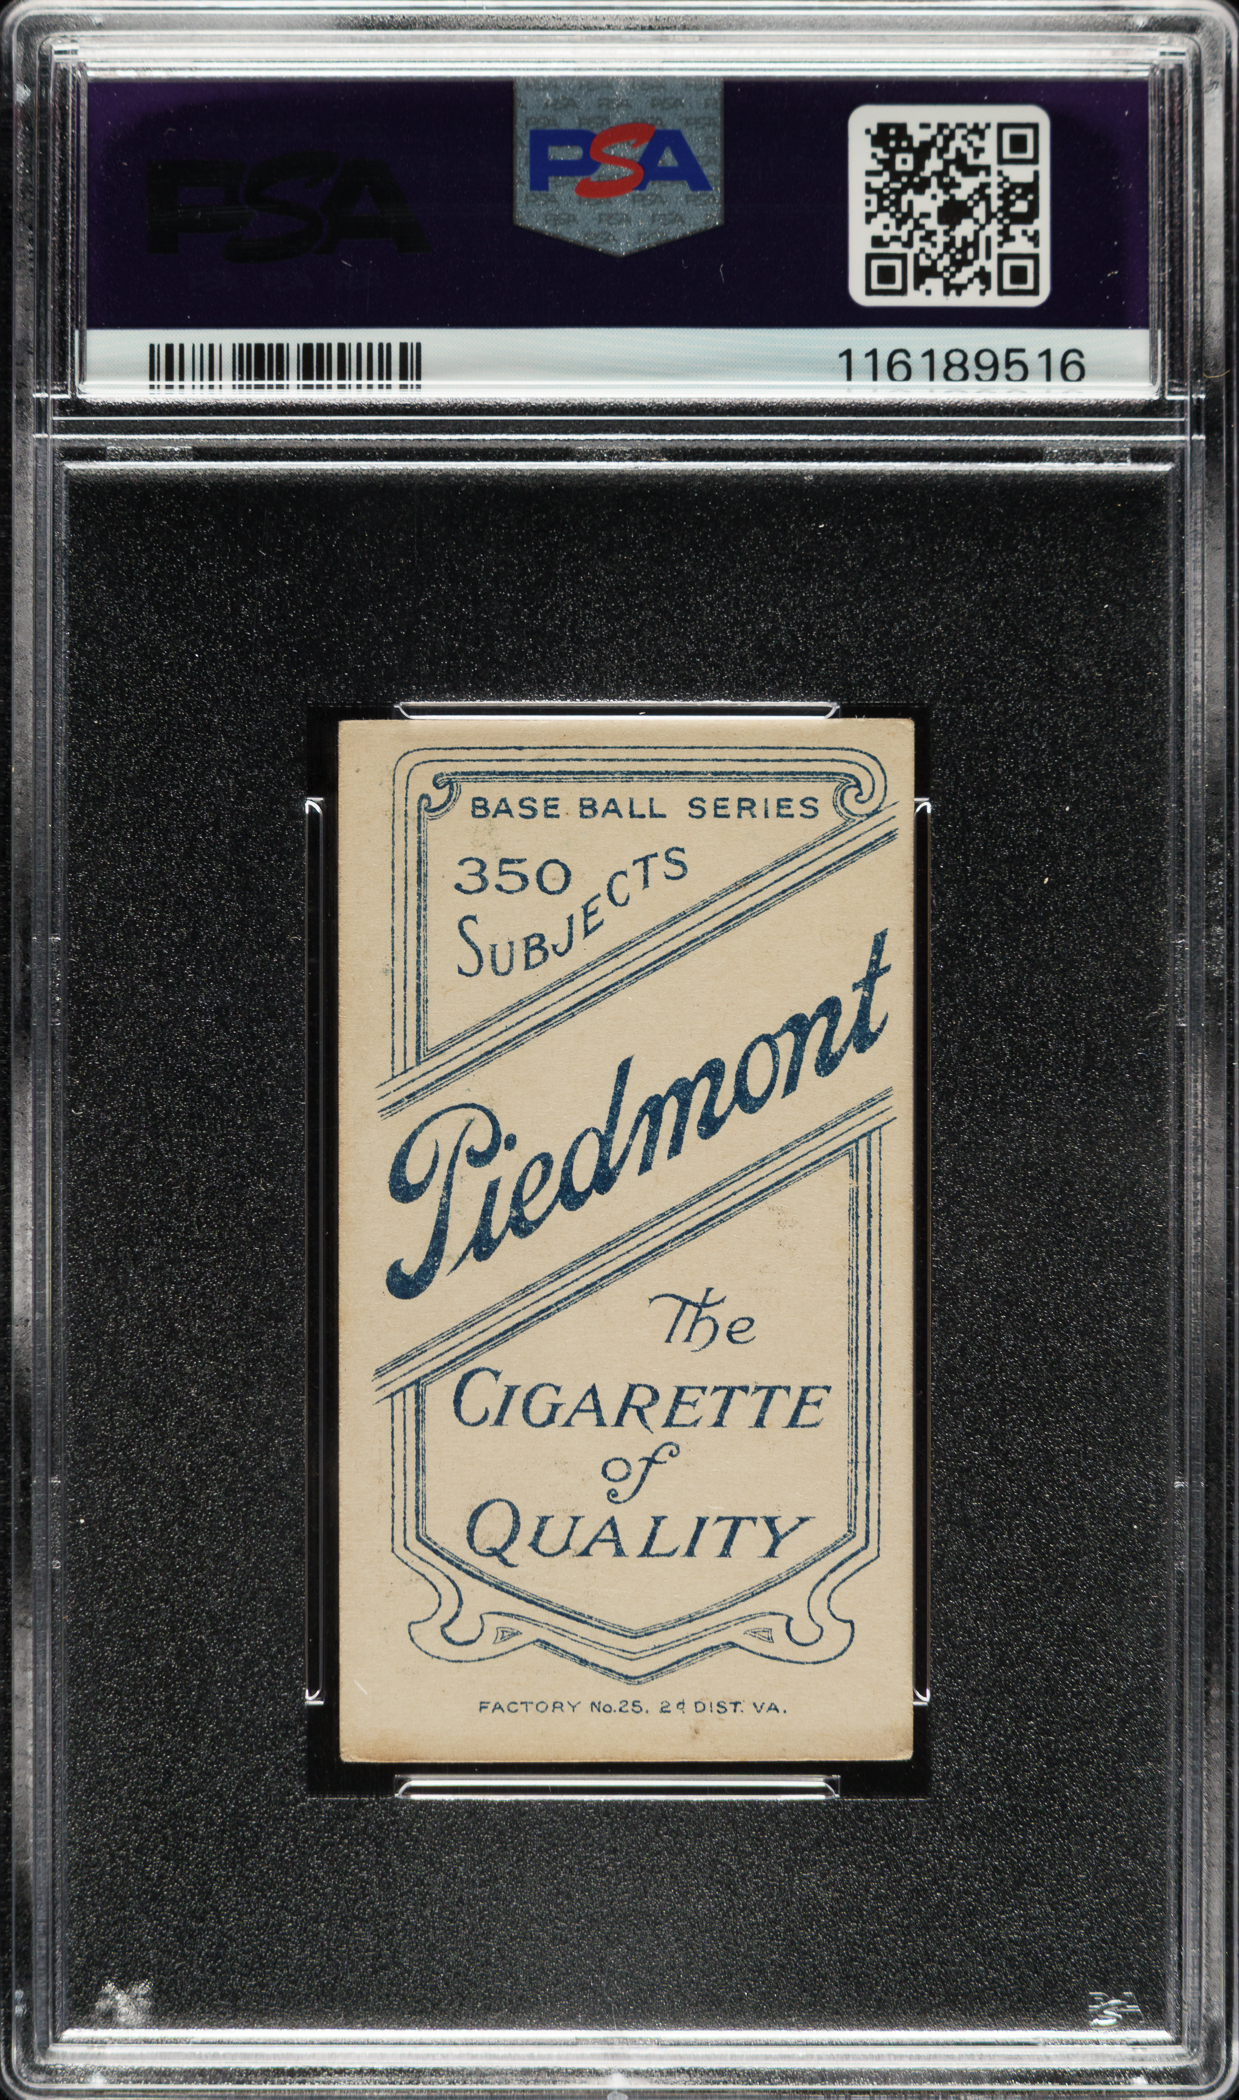 PSA
PSA
116189516
BASE BALL SERIES
350
SUBJECTS
Piedmont
The
CIGARETTE
of
QUALITY
FACTORY No.25. 2d DIST. VA.